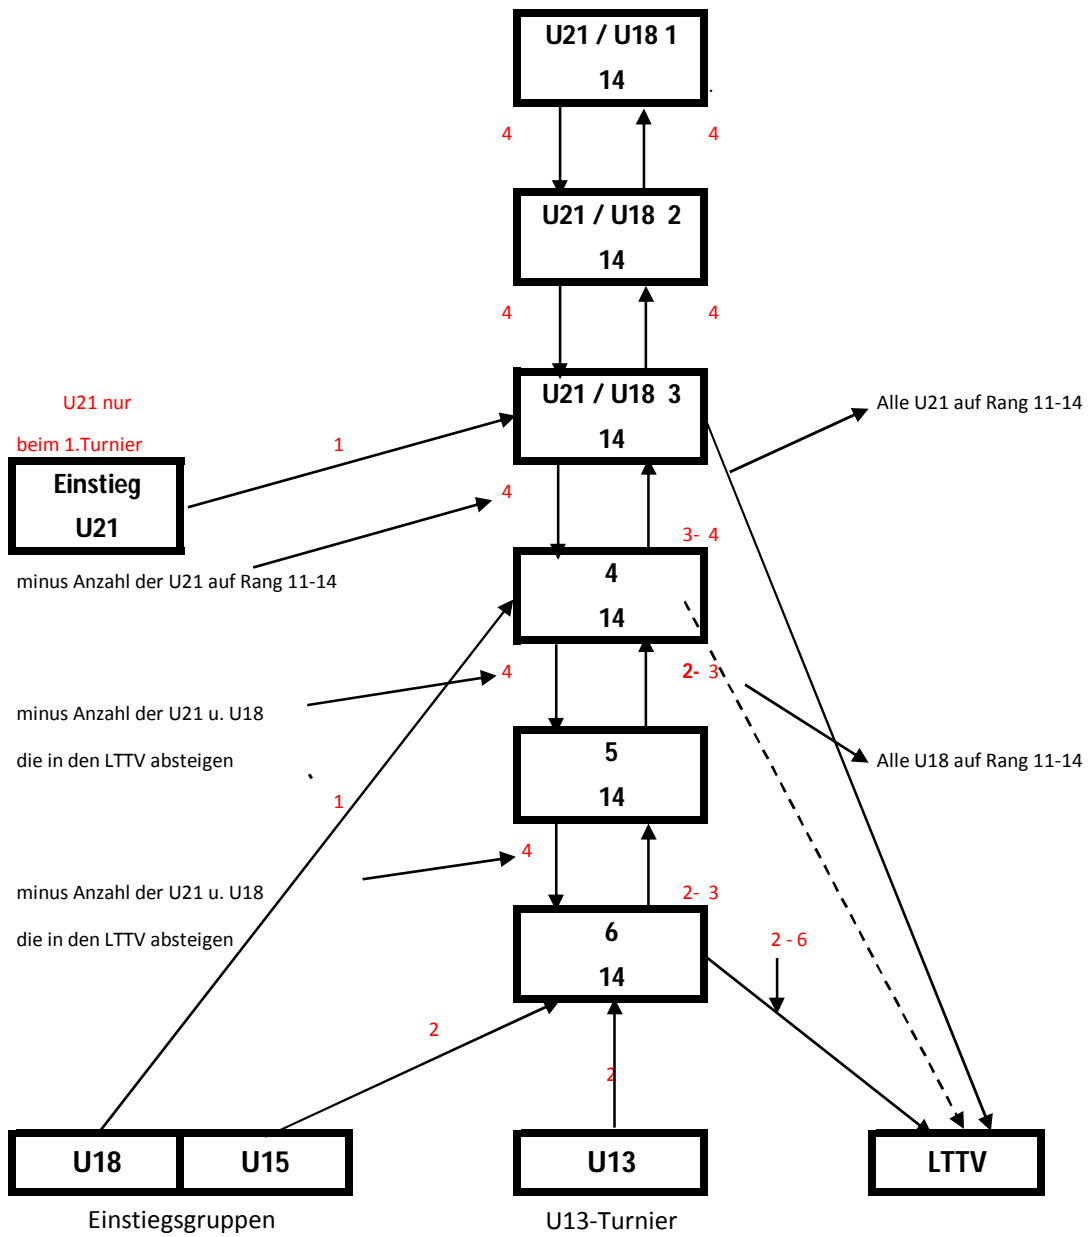 U21 / U18 1
14
.
4 4
U21 / U18 2
14
4 4
U21 / U18 3
14
Alle U21 auf Rang 11-14
U21 nur
beim 1.Turnier
1
Einstieg
U21
4
3- 4
minus Anzahl der U21 auf Rang 11-14
4
14
4
2- 3
minus Anzahl der U21 u. U18
die in den LTTV absteigen
5
14
Alle U18 auf Rang 11-14
1
4
2- 3
minus Anzahl der U21 u. U18
die in den LTTV absteigen
6
14
2 - 6
2
2
U18
U15
U13
LTTV
Einstiegsgruppen
U13-Turnier